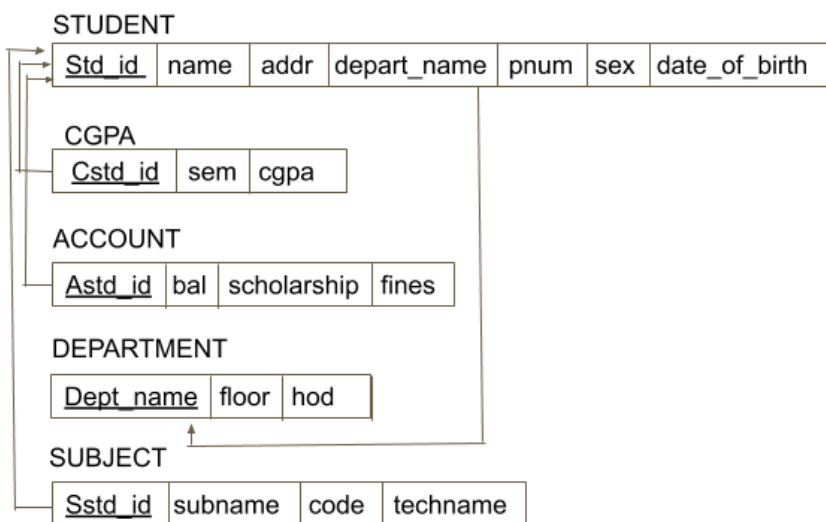 STUDENT
Std_id name addr depart_name pnum sex date_of_birth
CGPA
Cstd_id sem cgpa
ACCOUNT
Astd_id bal scholarship fines
DEPARTMENT
Dept_name floor hod
SUBJECT
Sstd_id subname code techname